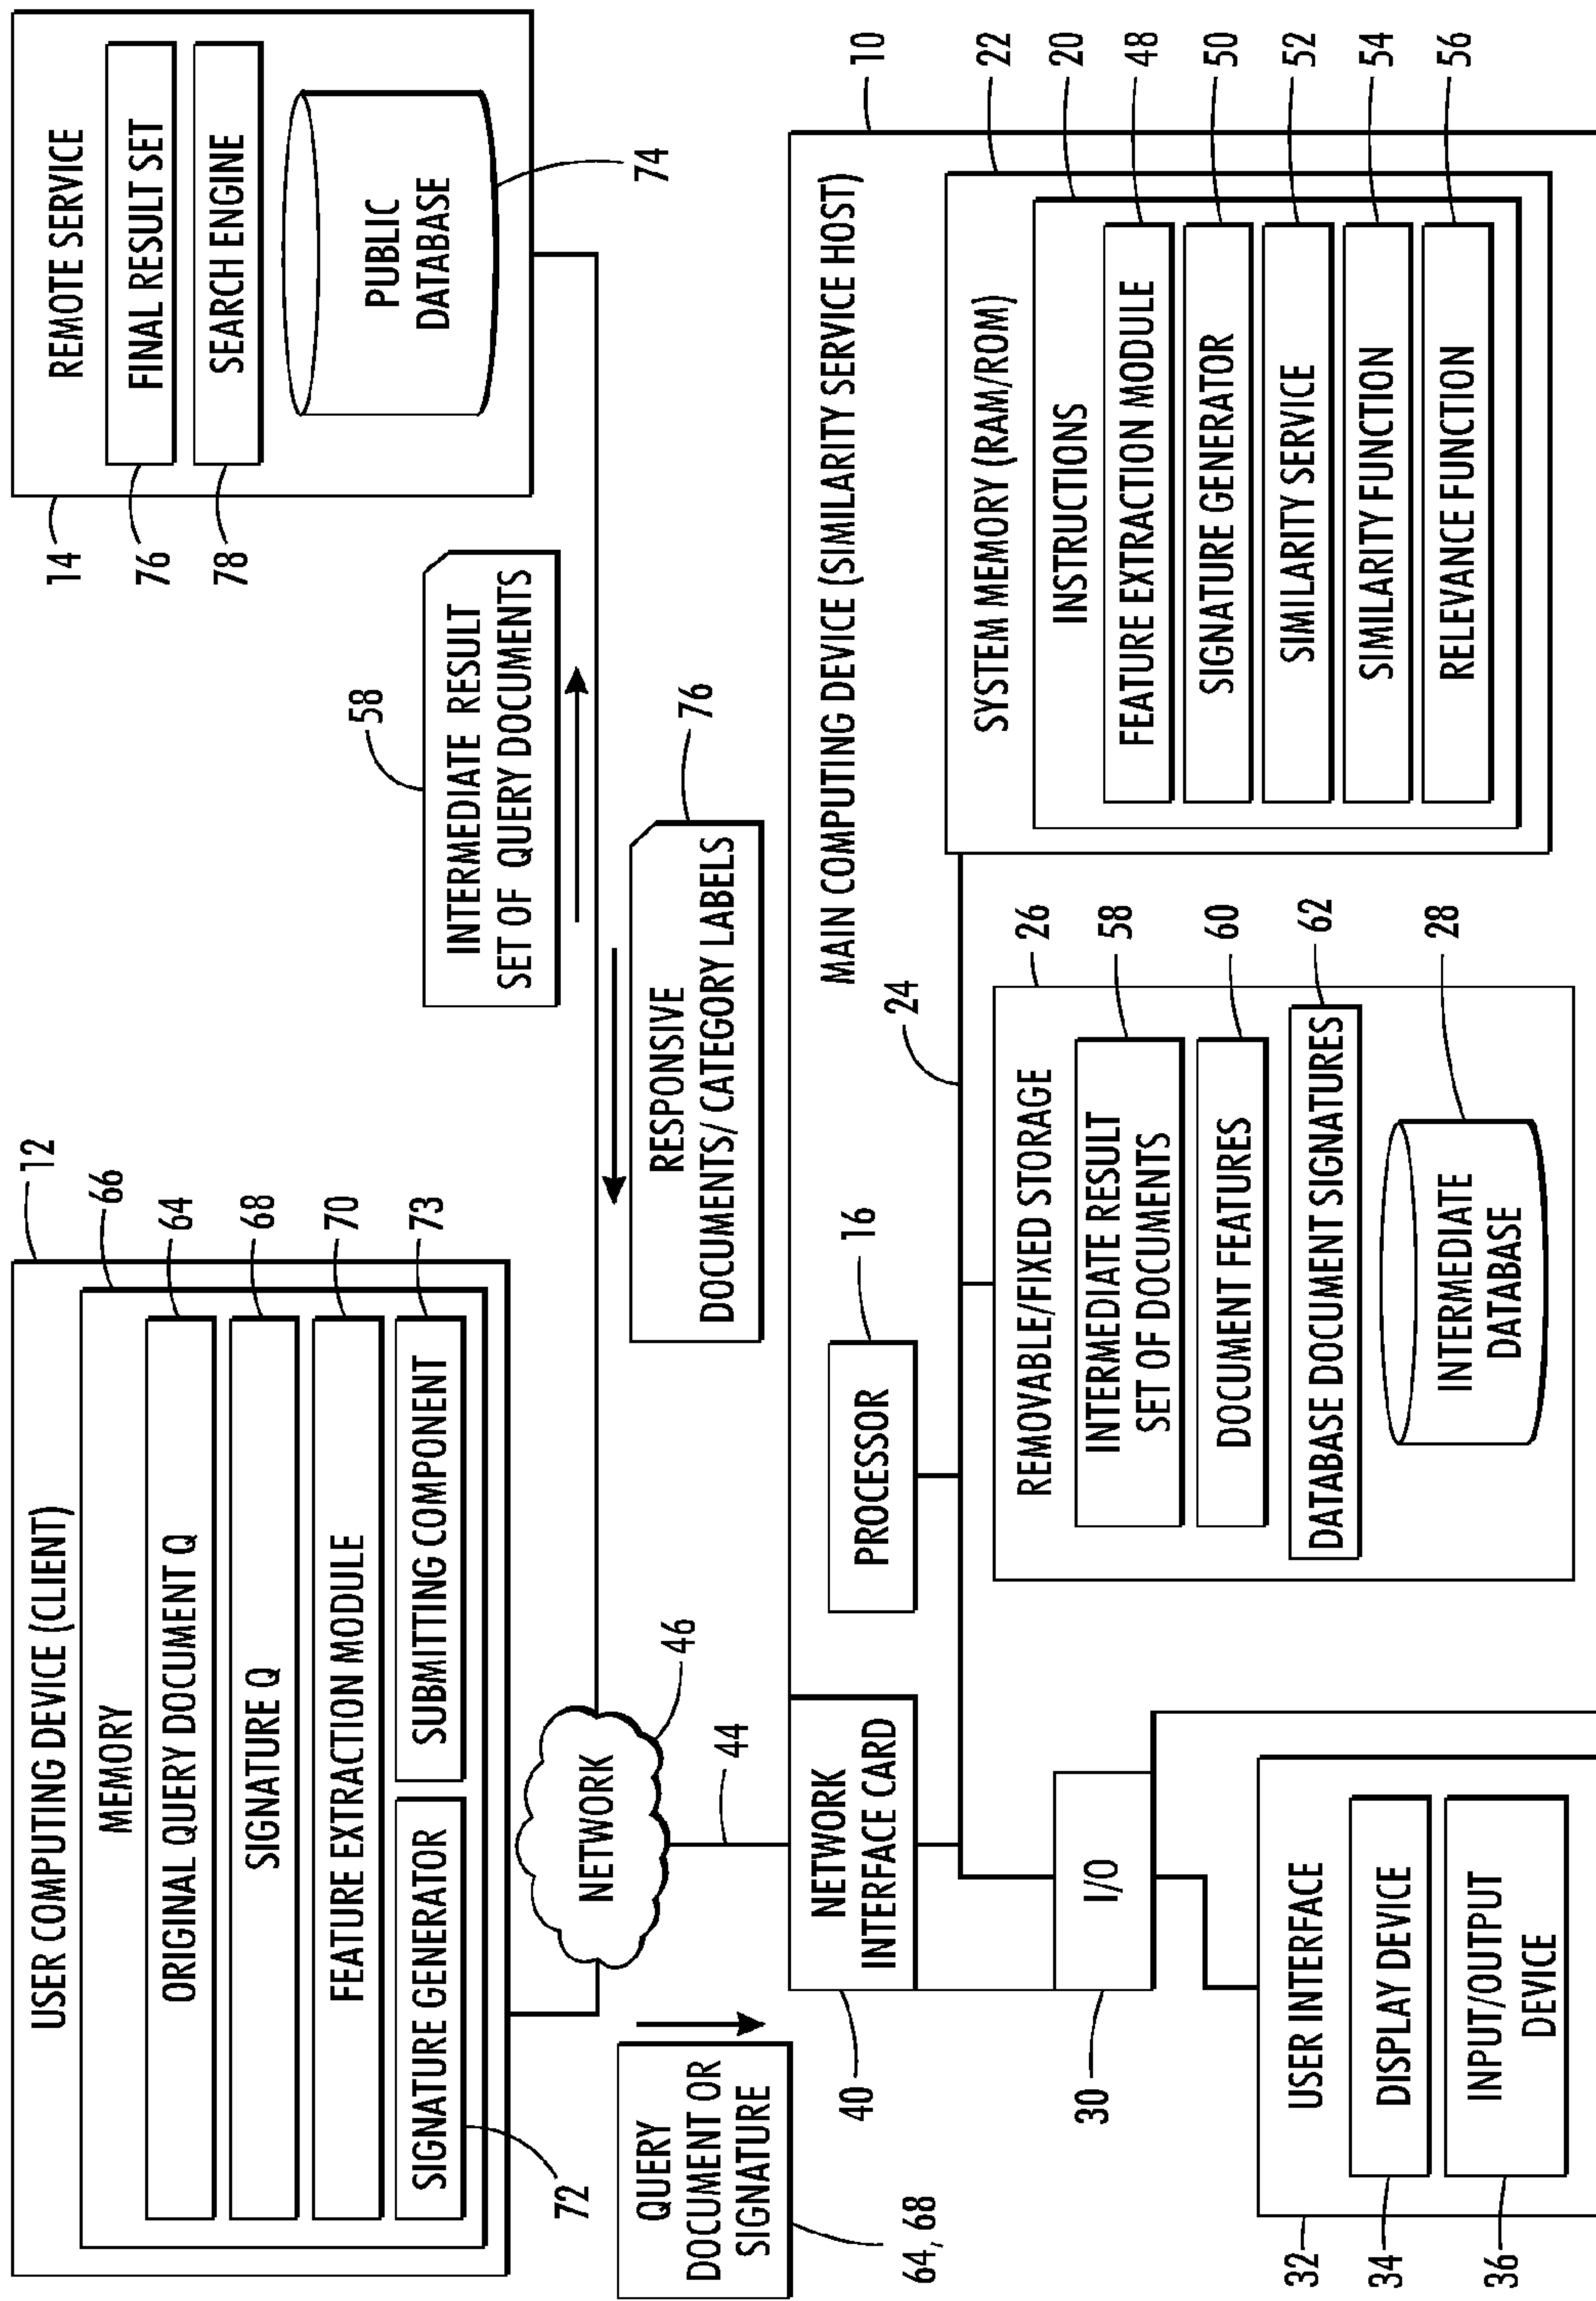 12
66
64
68
70
73
USER COMPUTING DEVICE (CLIENT)
MEMORY
ORIGINAL QUERY DOCUMENT Q
SIGNATURE Q
FEATURE EXTRACTION MODULE
SIGNATURE GENERATOR
SUBMITTING COMPONENT
72
14
76
78
REMOTE SERVICE
FINAL RESULT SET
SEARCH ENGINE
PUBLIC
DATABASE
74
58
INTERMEDIATE RESULT
SET OF QUERY DOCUMENTS
76
RESPONSIVE
DOCUMENTS/ CATEGORY LABELS
NETWORK
46
44
QUERY
DOCUMENT OR
SIGNATURE
64, 68
10
MAIN COMPUTING DEVICE (SIMILARITY SERVICE HOST)
40
NETWORK
INTERFACE CARD
16
PROCESSOR
24
30
I/O
26
58
60
62
28
REMOVABLE/FIXED STORAGE
INTERMEDIATE RESULT
SET OF DOCUMENTS
DOCUMENT FEATURES
DATABASE DOCUMENT SIGNATURES
INTERMEDIATE
DATABASE
22
20
48
50
52
54
56
SYSTEM MEMORY (RAM/ROM)
INSTRUCTIONS
FEATURE EXTRACTION MODULE
SIGNATURE GENERATOR
SIMILARITY SERVICE
SIMILARITY FUNCTION
RELEVANCE FUNCTION
32
34
36
USER INTERFACE
DISPLAY DEVICE
INPUT/OUTPUT
DEVICE